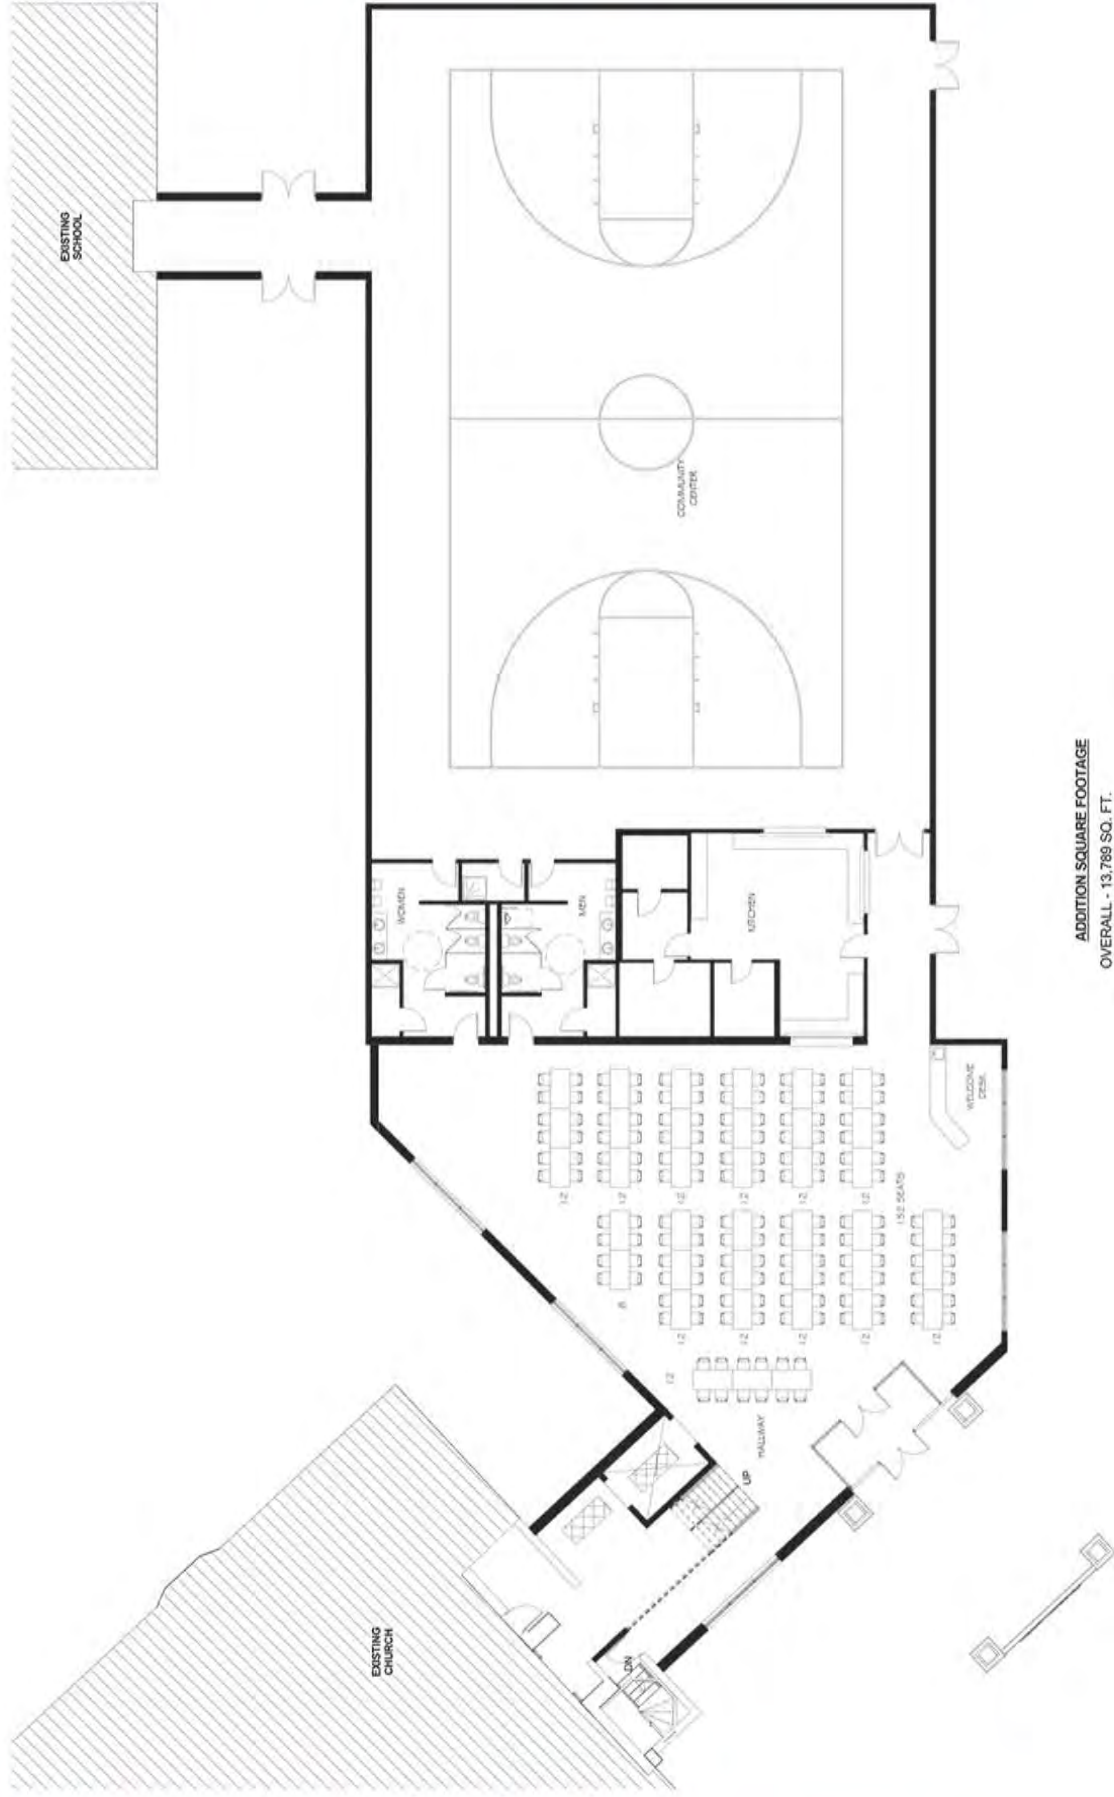 EXISTING
SCHOOL
COMMUNITY
CENTER
WOMEN
MEN
KITCHEN
WELCOME
DESK
12
12
12
12
12
12
152 SEATS
8
12
12
12
12
12
12
HALLWAY
UP
DN
EXISTING
CHURCH
ADDITION SQUARE FOOTAGE
OVERALL - 13,789 SQ. FT.